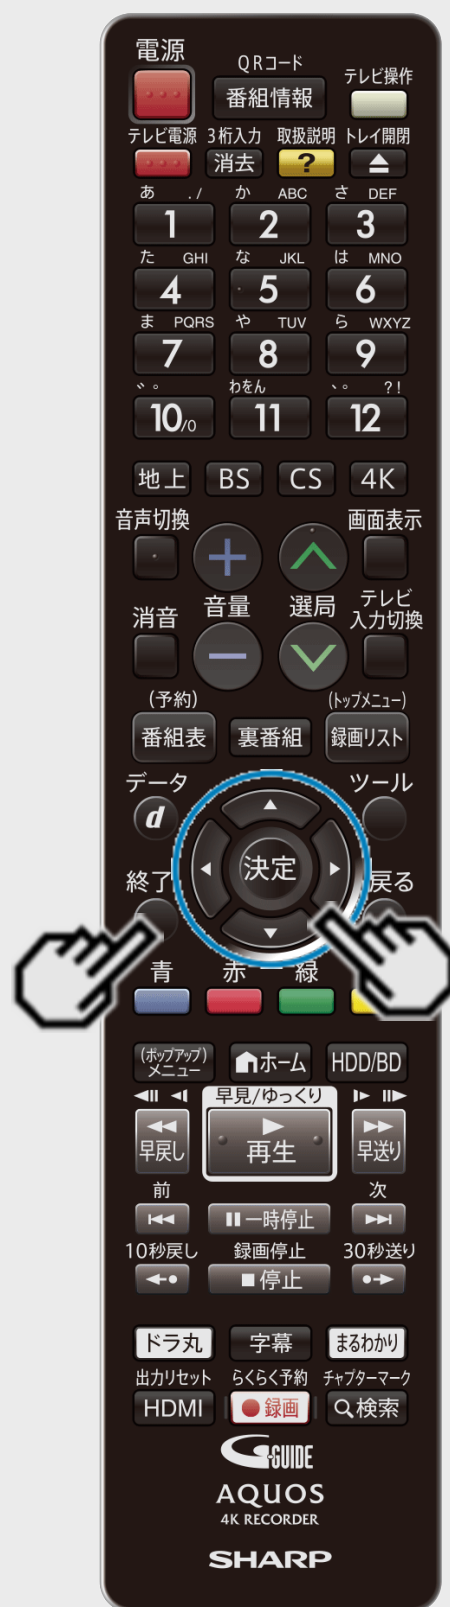 電源
QRコード
テレビ操作
番組情報
テレビ電源 3桁入力 取扱説明 トレイ開閉
消去 ?
あ ./ か ABC さ DEF
1 2 3
た GHI な JKL は MNO
4 5 6
ま PQRS や TUV ら WXYZ
7 8 9
゛゜ わをん 、。 ?!
10/0 11 12
地上 BS CS 4K
音声切換 画面表示
+
消音 音量 選局 テレビ
入力切換
−
(予約) (トップメニュー)
番組表 裏番組 録画リスト
データ ツール
d
決定
終了 戻る
青 赤 緑
(ポップアップ)
メニュー ホーム HDD/BD
早見/ゆっくり
早戻し 再生 早送り
前 次
一時停止
10秒戻し 録画停止 30秒送り
停止
ドラ丸 字幕 まるわかり
出力リセット らくらく予約 チャプターマーク
HDMI 録画 検索
G-GUIDE
AQUOS
4K RECORDER
SHARP